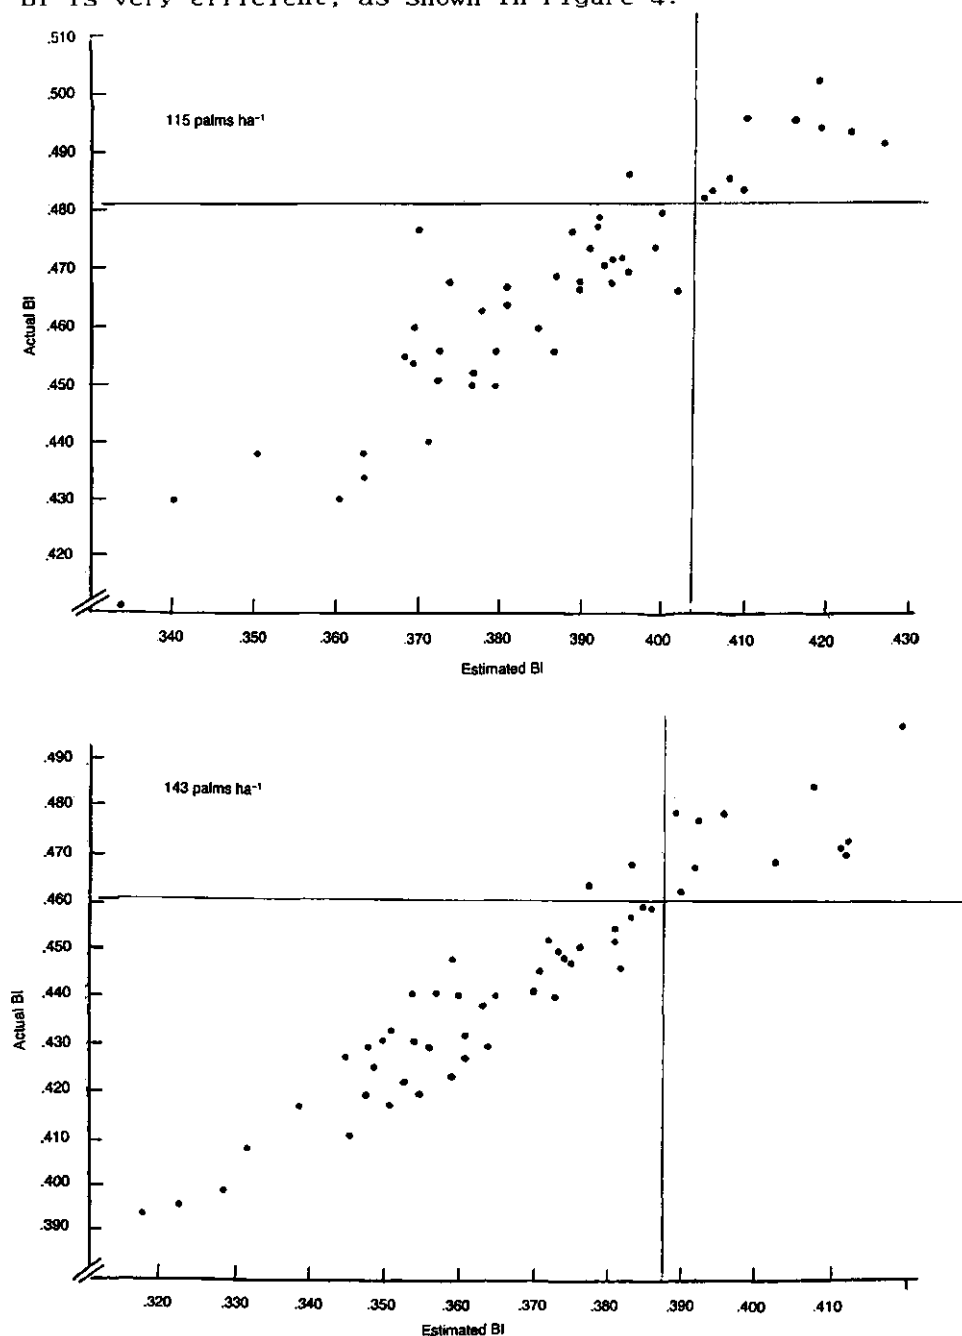 BI is very efficient, as shown in Figure 4.
.510
.500
115 palms ha⁻¹
.490
.480
.470
.460
Actual BI
.450
.440
.430
.420
.340 .350 .360 .370 .380 .390 .400 .410 .420 .430
Estimated BI
.490
143 palms ha⁻¹
.480
.470
.460
.450
.440
Actual BI
.430
.420
.410
.400
.390
.320 .330 .340 .350 .360 .370 .380 .390 .400 .410
Estimated BI